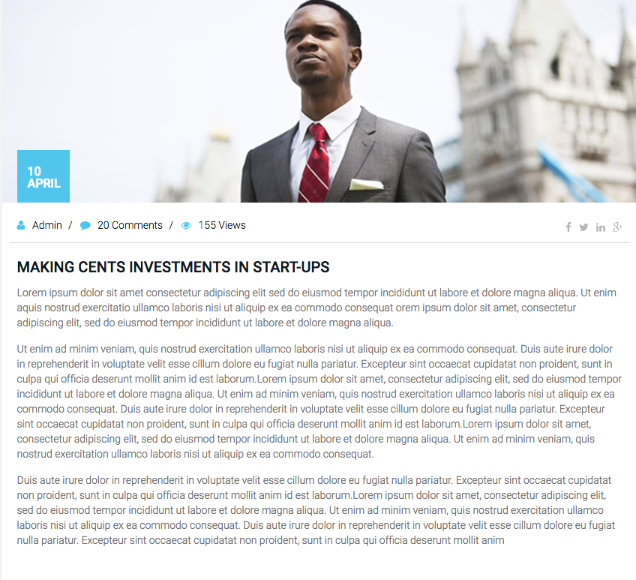 10
APRIL
Admin / 20 Comments / 155 Views
MAKING CENTS INVESTMENTS IN START-UPS
Lorem ipsum dolor sit amet consectetur adipiscing elit sed do eiusmod tempor incididunt ut labore et dolore magna aliqua. Ut enim
aquis nostrud exercitatio ullamco laboris nisi ut aliquip ex ea commodo consequat orem ipsum dolor sit amet, consectetur
adipiscing elit, sed do eiusmod tempor incididunt ut labore et dolore magna aliqua.
Ut enim ad minim veniam, quis nostrud exercitation ullamco laboris nisi ut aliquip ex ea commodo consequat. Duis aute irure dolor
in reprehenderit in voluptate velit esse cillum dolore eu fugiat nulla pariatur. Excepteur sint occaecat cupidatat non proident, sunt in
culpa qui officia deserunt mollit anim id est laborum.Lorem ipsum dolor sit amet, consectetur adipiscing elit, sed do eiusmod tempor
incididunt ut labore et dolore magna aliqua. Ut enim ad minim veniam, quis nostrud exercitation ullamco laboris nisi ut aliquip ex ea
commodo consequat. Duis aute irure dolor in reprehenderit in voluptate velit esse cillum dolore eu fugiat nulla pariatur. Excepteur
sint occaecat cupidatat non proident, sunt in culpa qui officia deserunt mollit anim id est laborum.Lorem ipsum dolor sit amet,
consectetur adipiscing elit, sed do eiusmod tempor incididunt ut labore et dolore magna aliqua. Ut enim ad minim veniam, quis
nostrud exercitation ullamco laboris nisi ut aliquip ex ea commodo consequat.
Duis aute irure dolor in reprehenderit in voluptate velit esse cillum dolore eu fugiat nulla pariatur. Excepteur sint occaecat cupidatat
non proident, sunt in culpa qui officia deserunt mollit anim id est laborum.Lorem ipsum dolor sit amet, consectetur adipiscing elit,
sed do eiusmod tempor incididunt ut labore et dolore magna aliqua. Ut enim ad minim veniam, quis nostrud exercitation ullamco
laboris nisi ut aliquip ex ea commodo consequat. Duis aute irure dolor in reprehenderit in voluptate velit esse cillum dolore eu fugiat
nulla pariatur. Excepteur sint occaecat cupidatat non proident, sunt in culpa qui officia deserunt mollit anim